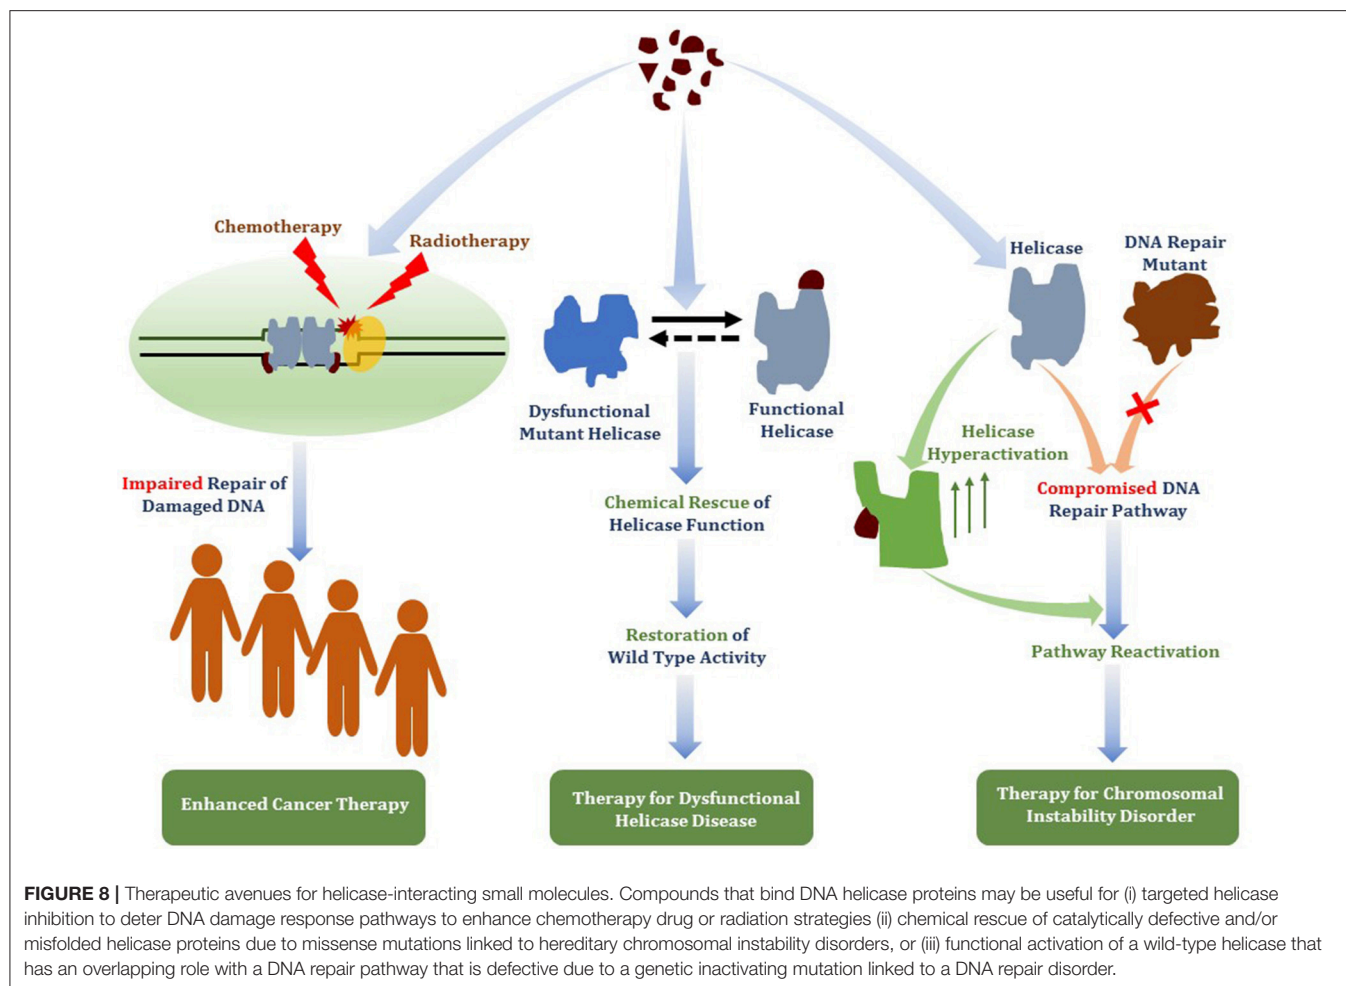 Chemotherapy
Radiotherapy
Impaired Repair of
Damaged DNA
Enhanced Cancer Therapy
Dysfunctional
Mutant Helicase
Functional
Helicase
Chemical Rescue of
Helicase Function
Restoration of
Wild Type Activity
Therapy for Dysfunctional
Helicase Disease
Helicase
DNA Repair
Mutant
Helicase
Hyperactivation
Compromised DNA
Repair Pathway
Pathway Reactivation
Therapy for Chromosomal
Instability Disorder
FIGURE 8 | Therapeutic avenues for helicase-interacting small molecules. Compounds that bind DNA helicase proteins may be useful for (i) targeted helicase
inhibition to deter DNA damage response pathways to enhance chemotherapy drug or radiation strategies (ii) chemical rescue of catalytically defective and/or
misfolded helicase proteins due to missense mutations linked to hereditary chromosomal instability disorders, or (iii) functional activation of a wild-type helicase that
has an overlapping role with a DNA repair pathway that is defective due to a genetic inactivating mutation linked to a DNA repair disorder.